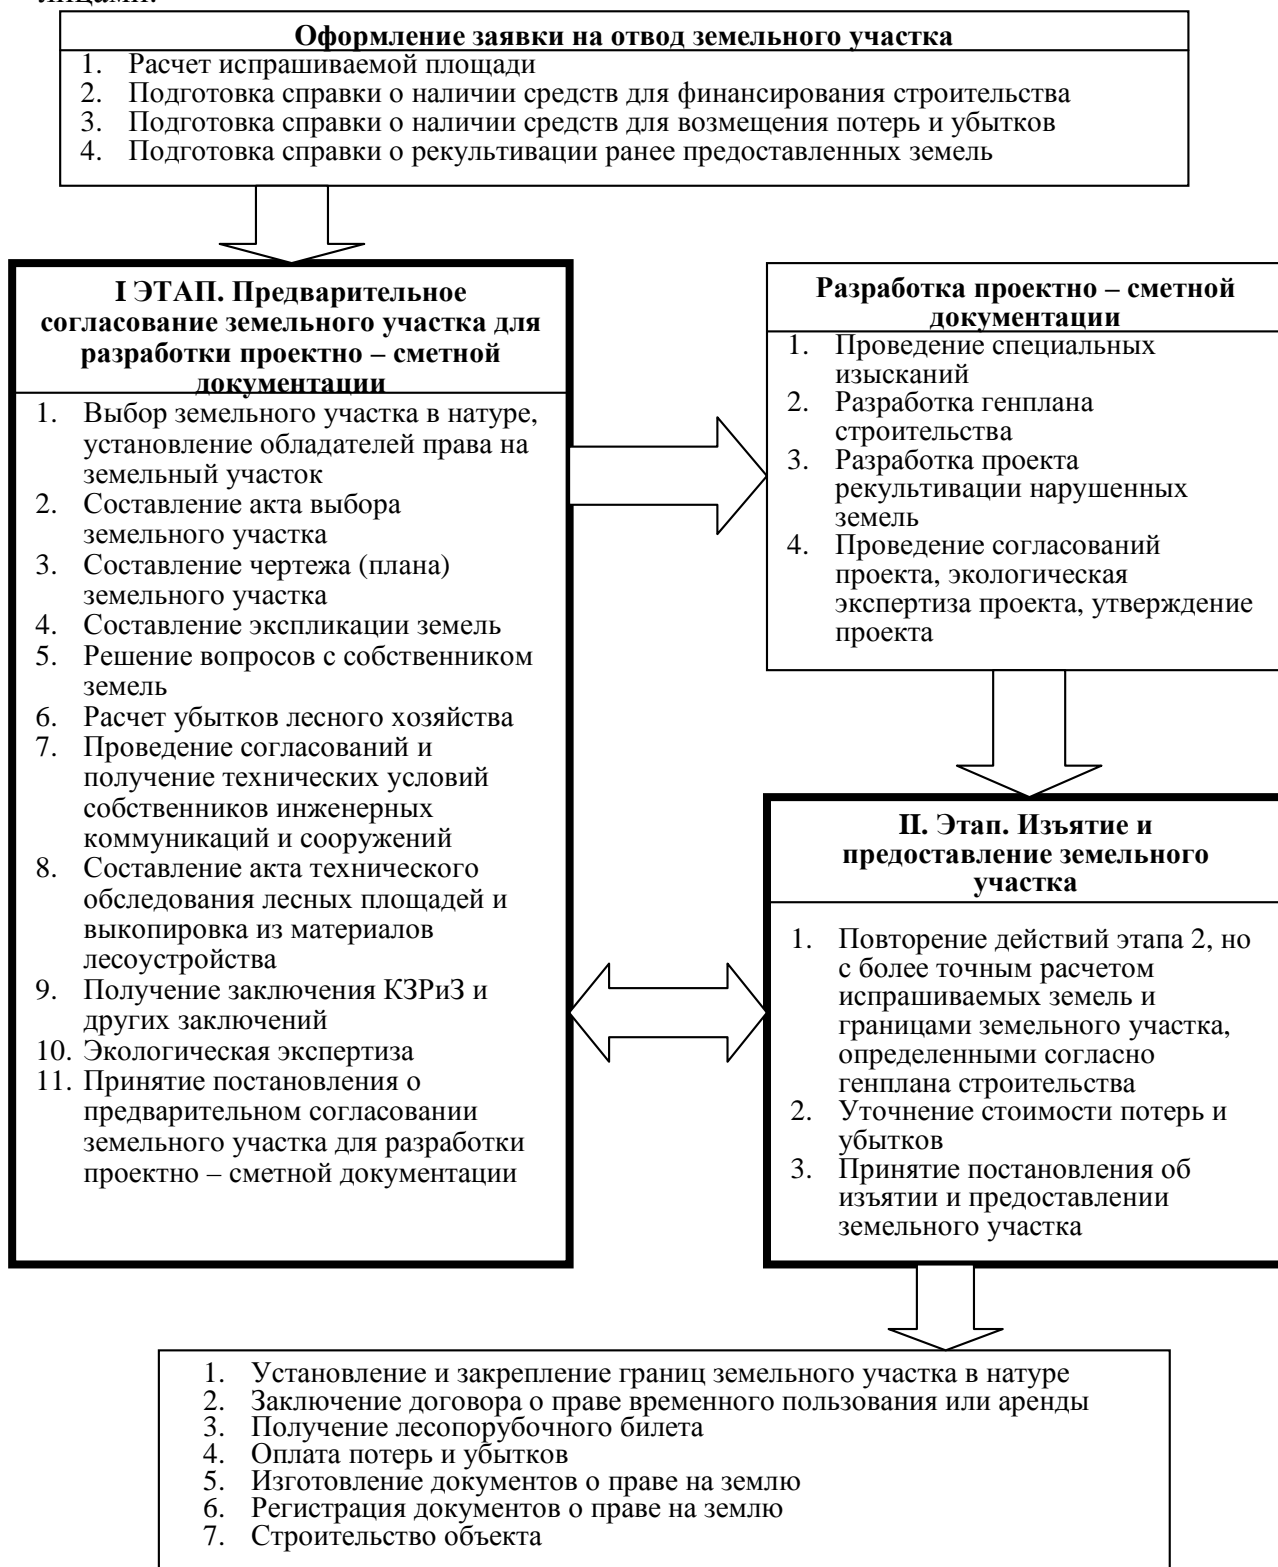 лицами.
Оформление заявки на отвод земельного участка
1. Расчет испрашиваемой площади
2. Подготовка справки о наличии средств для финансирования строительства
3. Подготовка справки о наличии средств для возмещения потерь и убытков
4. Подготовка справки о рекультивации ранее предоставленных земель
I ЭТАП. Предварительное
согласование земельного участка для
разработки проектно – сметной
документации
1. Выбор земельного участка в натуре,
установление обладателей права на
земельный участок
2. Составление акта выбора
земельного участка
3. Составление чертежа (плана)
земельного участка
4. Составление экспликации земель
5. Решение вопросов с собственником
земель
6. Расчет убытков лесного хозяйства
7. Проведение согласований и
получение технических условий
собственников инженерных
коммуникаций и сооружений
8. Составление акта технического
обследования лесных площадей и
выкопировка из материалов
лесоустройства
9. Получение заключения КЗРиЗ и
других заключений
10. Экологическая экспертиза
11. Принятие постановления о
предварительном согласовании
земельного участка для разработки
проектно – сметной документации
Разработка проектно – сметной
документации
1. Проведение специальных
изысканий
2. Разработка генплана
строительства
3. Разработка проекта
рекультивации нарушенных
земель
4. Проведение согласований
проекта, экологическая
экспертиза проекта, утверждение
проекта
II. Этап. Изъятие и
предоставление земельного
участка
1. Повторение действий этапа 2, но
с более точным расчетом
испрашиваемых земель и
границами земельного участка,
определенными согласно
генплана строительства
2. Уточнение стоимости потерь и
убытков
3. Принятие постановления об
изъятии и предоставлении
земельного участка
1. Установление и закрепление границ земельного участка в натуре
2. Заключение договора о праве временного пользования или аренды
3. Получение лесопорубочного билета
4. Оплата потерь и убытков
5. Изготовление документов о праве на землю
6. Регистрация документов о праве на землю
7. Строительство объекта